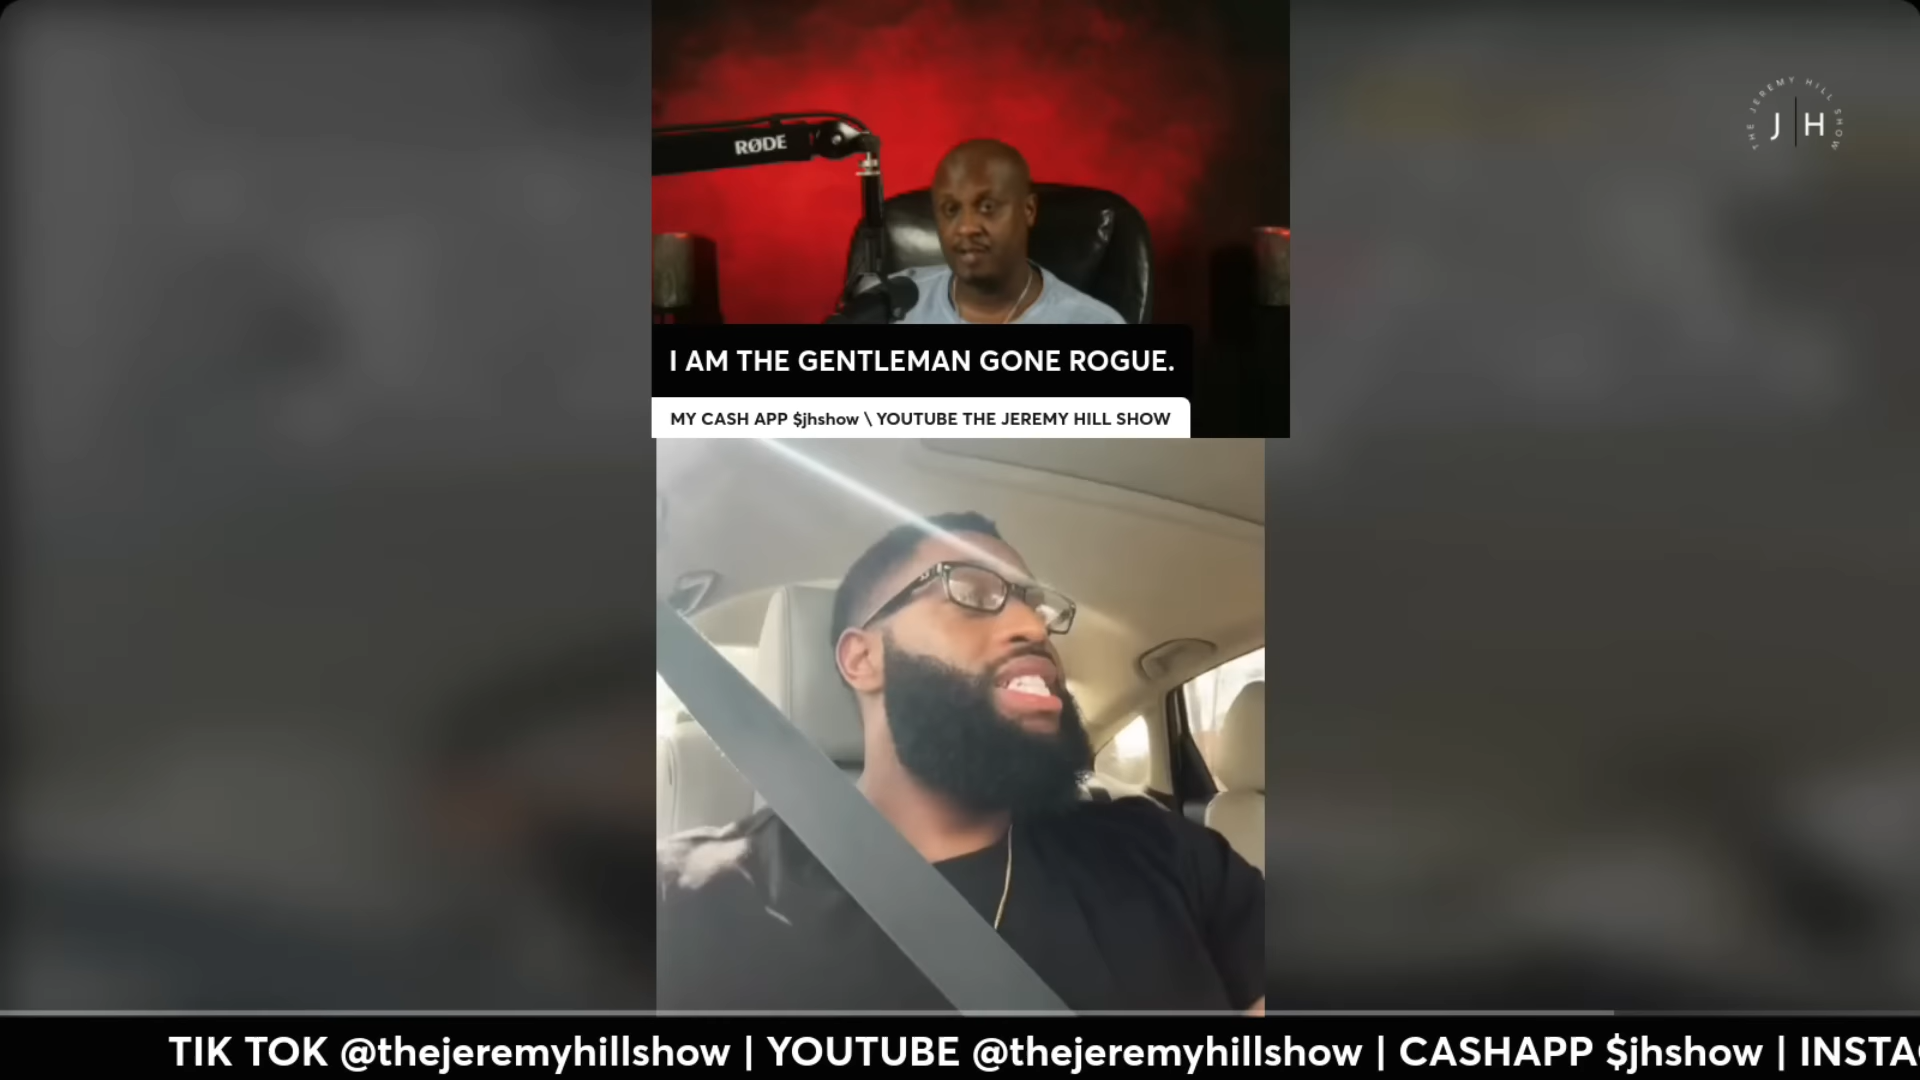 THE JEREMY HILL SHOW
J | H
RØDE
I AM THE GENTLEMAN GONE ROGUE.
MY CASH APP $jhshow \ YOUTUBE THE JEREMY HILL SHOW
TIK TOK @thejeremyhillshow | YOUTUBE @thejeremyhillshow | CASHAPP $jhshow | INSTA